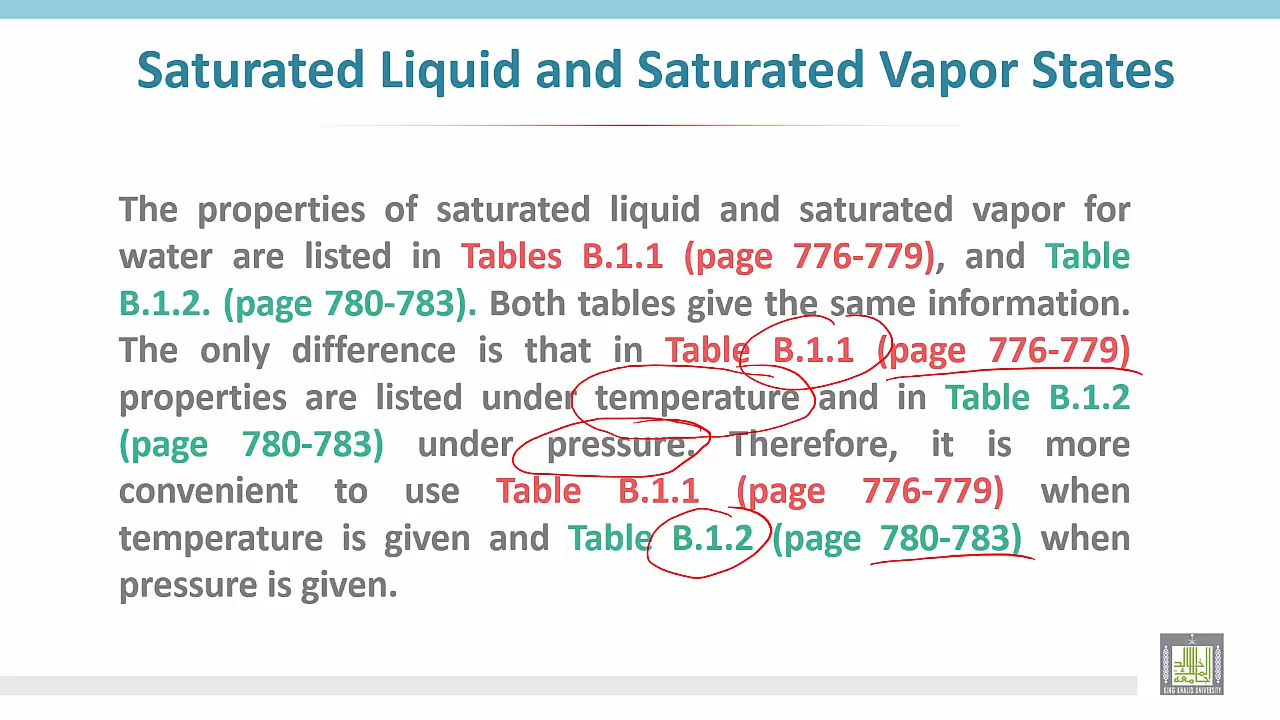 Saturated Liquid and Saturated Vapor States
The properties of saturated liquid and saturated vapor for
water are listed in Tables B.1.1 (page 776-779), and Table
B.1.2. (page 780-783). Both tables give the same information.
The only difference is that in Table B.1.1 (page 776-779)
properties are listed under temperature and in Table B.1.2
(page 780-783) under pressure. Therefore, it is more
convenient to use Table B.1.1 (page 776-779) when
temperature is given and Table B.1.2 (page 780-783) when
pressure is given.
KING KHALID UNIVERSITY